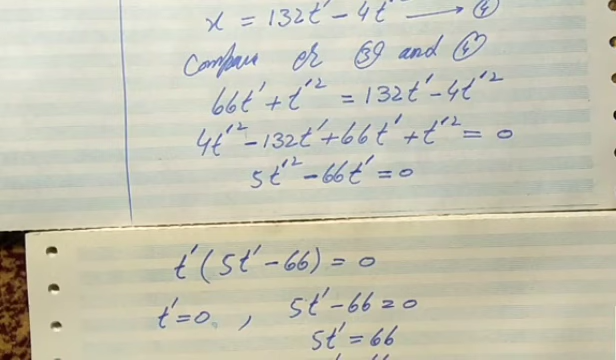 x = 132t' - 4t'² → ④
Compare eq ③ and ④
66t' + t'² = 132t' - 4t'²
4t'² - 132t' + 66t' + t'² = 0
5t'² - 66t' = 0
t'(5t' - 66) = 0
t' = 0 , 5t' - 66 = 0
5t' = 66